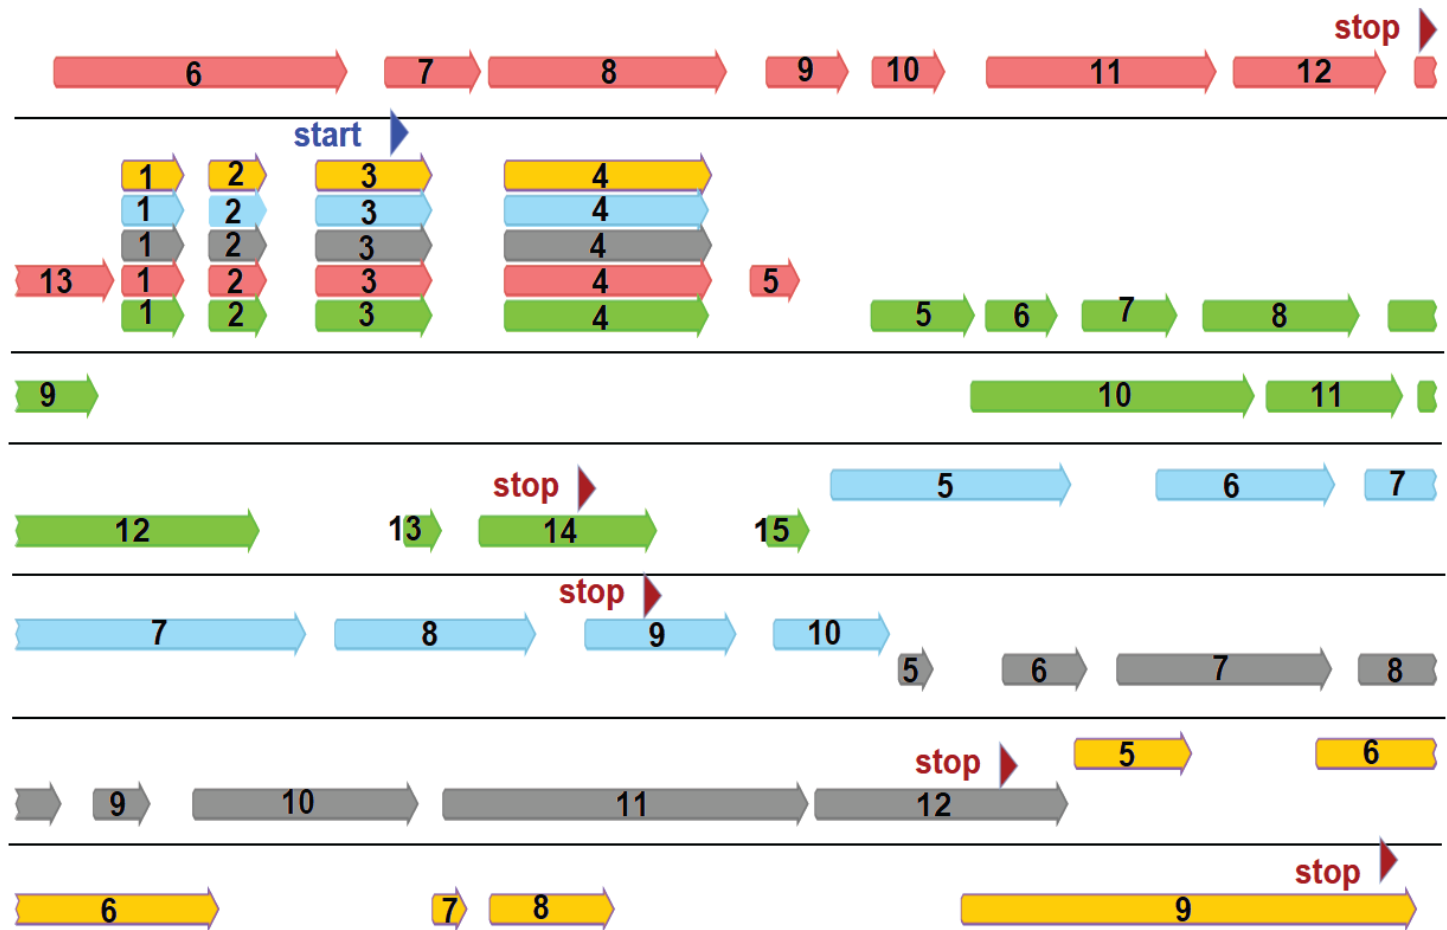 stop
6 7 8 9 10 11 12
start
1 2 3 4
1 2 3 4
1 2 3 4
13 1 2 3 4 5
1 2 3 4 5 6 7 8
9 10 11
stop 5 6 7
12 13 14 15
stop
7 8 9 10
5 6 7 8
stop 5 6
9 10 11 12
stop
6 7 8 9